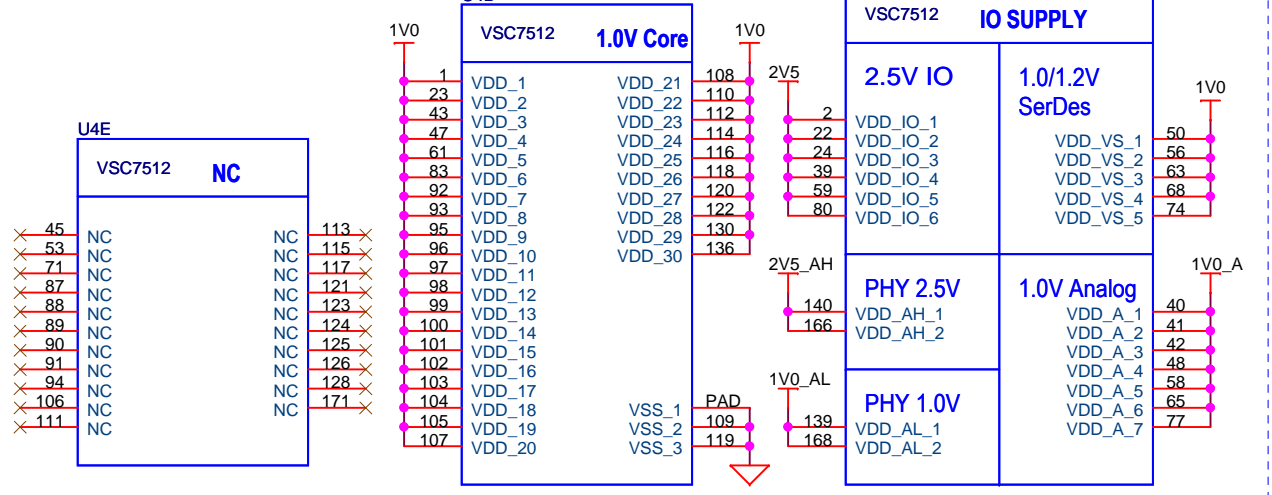 U4E
VSC7512 NC
45 NC
53 NC
71 NC
87 NC
88 NC
89 NC
90 NC
91 NC
94 NC
106 NC
111 NC
NC 113
NC 115
NC 117
NC 121
NC 123
NC 124
NC 125
NC 126
NC 128
NC 171
1V0
VSC7512 1.0V Core
1V0
1 VDD_1
23 VDD_2
43 VDD_3
47 VDD_4
61 VDD_5
83 VDD_6
92 VDD_7
93 VDD_8
95 VDD_9
96 VDD_10
97 VDD_11
98 VDD_12
99 VDD_13
100 VDD_14
101 VDD_15
102 VDD_16
103 VDD_17
104 VDD_18
105 VDD_19
107 VDD_20
VDD_21 108
VDD_22 110
VDD_23 112
VDD_24 114
VDD_25 116
VDD_26 118
VDD_27 120
VDD_28 122
VDD_29 130
VDD_30 136
VSS_1 PAD
VSS_2 109
VSS_3 119
VSC7512 IO SUPPLY
2V5
2.5V IO
2 VDD_IO_1
22 VDD_IO_2
24 VDD_IO_3
39 VDD_IO_4
59 VDD_IO_5
80 VDD_IO_6
1.0/1.2V
SerDes
1V0
VDD_VS_1 50
VDD_VS_2 56
VDD_VS_3 63
VDD_VS_4 68
VDD_VS_5 74
2V5_AH
PHY 2.5V
140 VDD_AH_1
166 VDD_AH_2
1V0_AL
PHY 1.0V
139 VDD_AL_1
168 VDD_AL_2
1V0_A
1.0V Analog
VDD_A_1 40
VDD_A_2 41
VDD_A_3 42
VDD_A_4 48
VDD_A_5 58
VDD_A_6 65
VDD_A_7 77